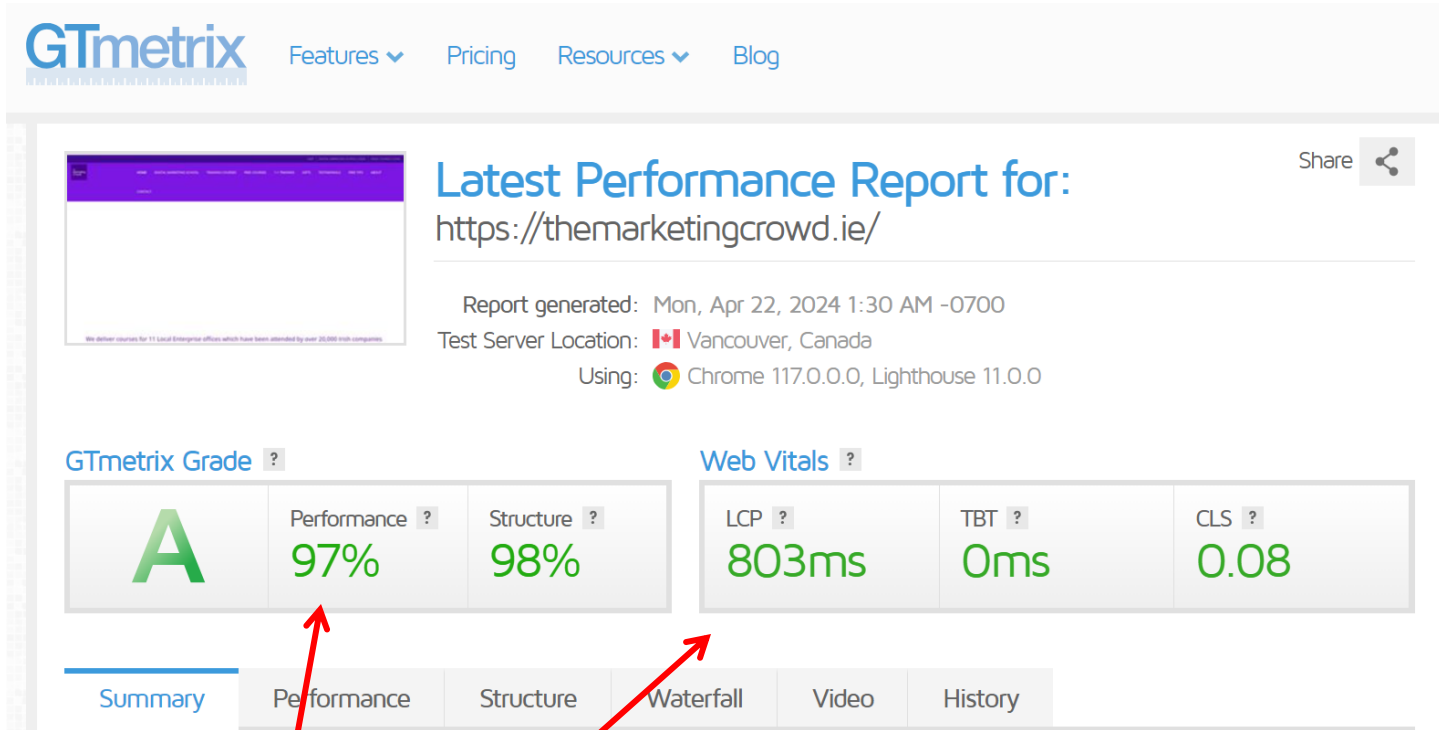 GTmetrix Features Pricing Resources Blog
Latest Performance Report for:
Share
https://themarketingcrowd.ie/
Report generated: Mon, Apr 22, 2024 1:30 AM -0700
Test Server Location: Vancouver, Canada
Using: Chrome 117.0.0.0, Lighthouse 11.0.0
We deliver courses for 11 Local Enterprise offices which have been attended by over 20,000 Irish companies
GTmetrix Grade ?
Web Vitals ?
A
Performance ? Structure ?
97% 98%
LCP ? TBT ? CLS ?
803ms 0ms 0.08
Summary Performance Structure Waterfall Video History